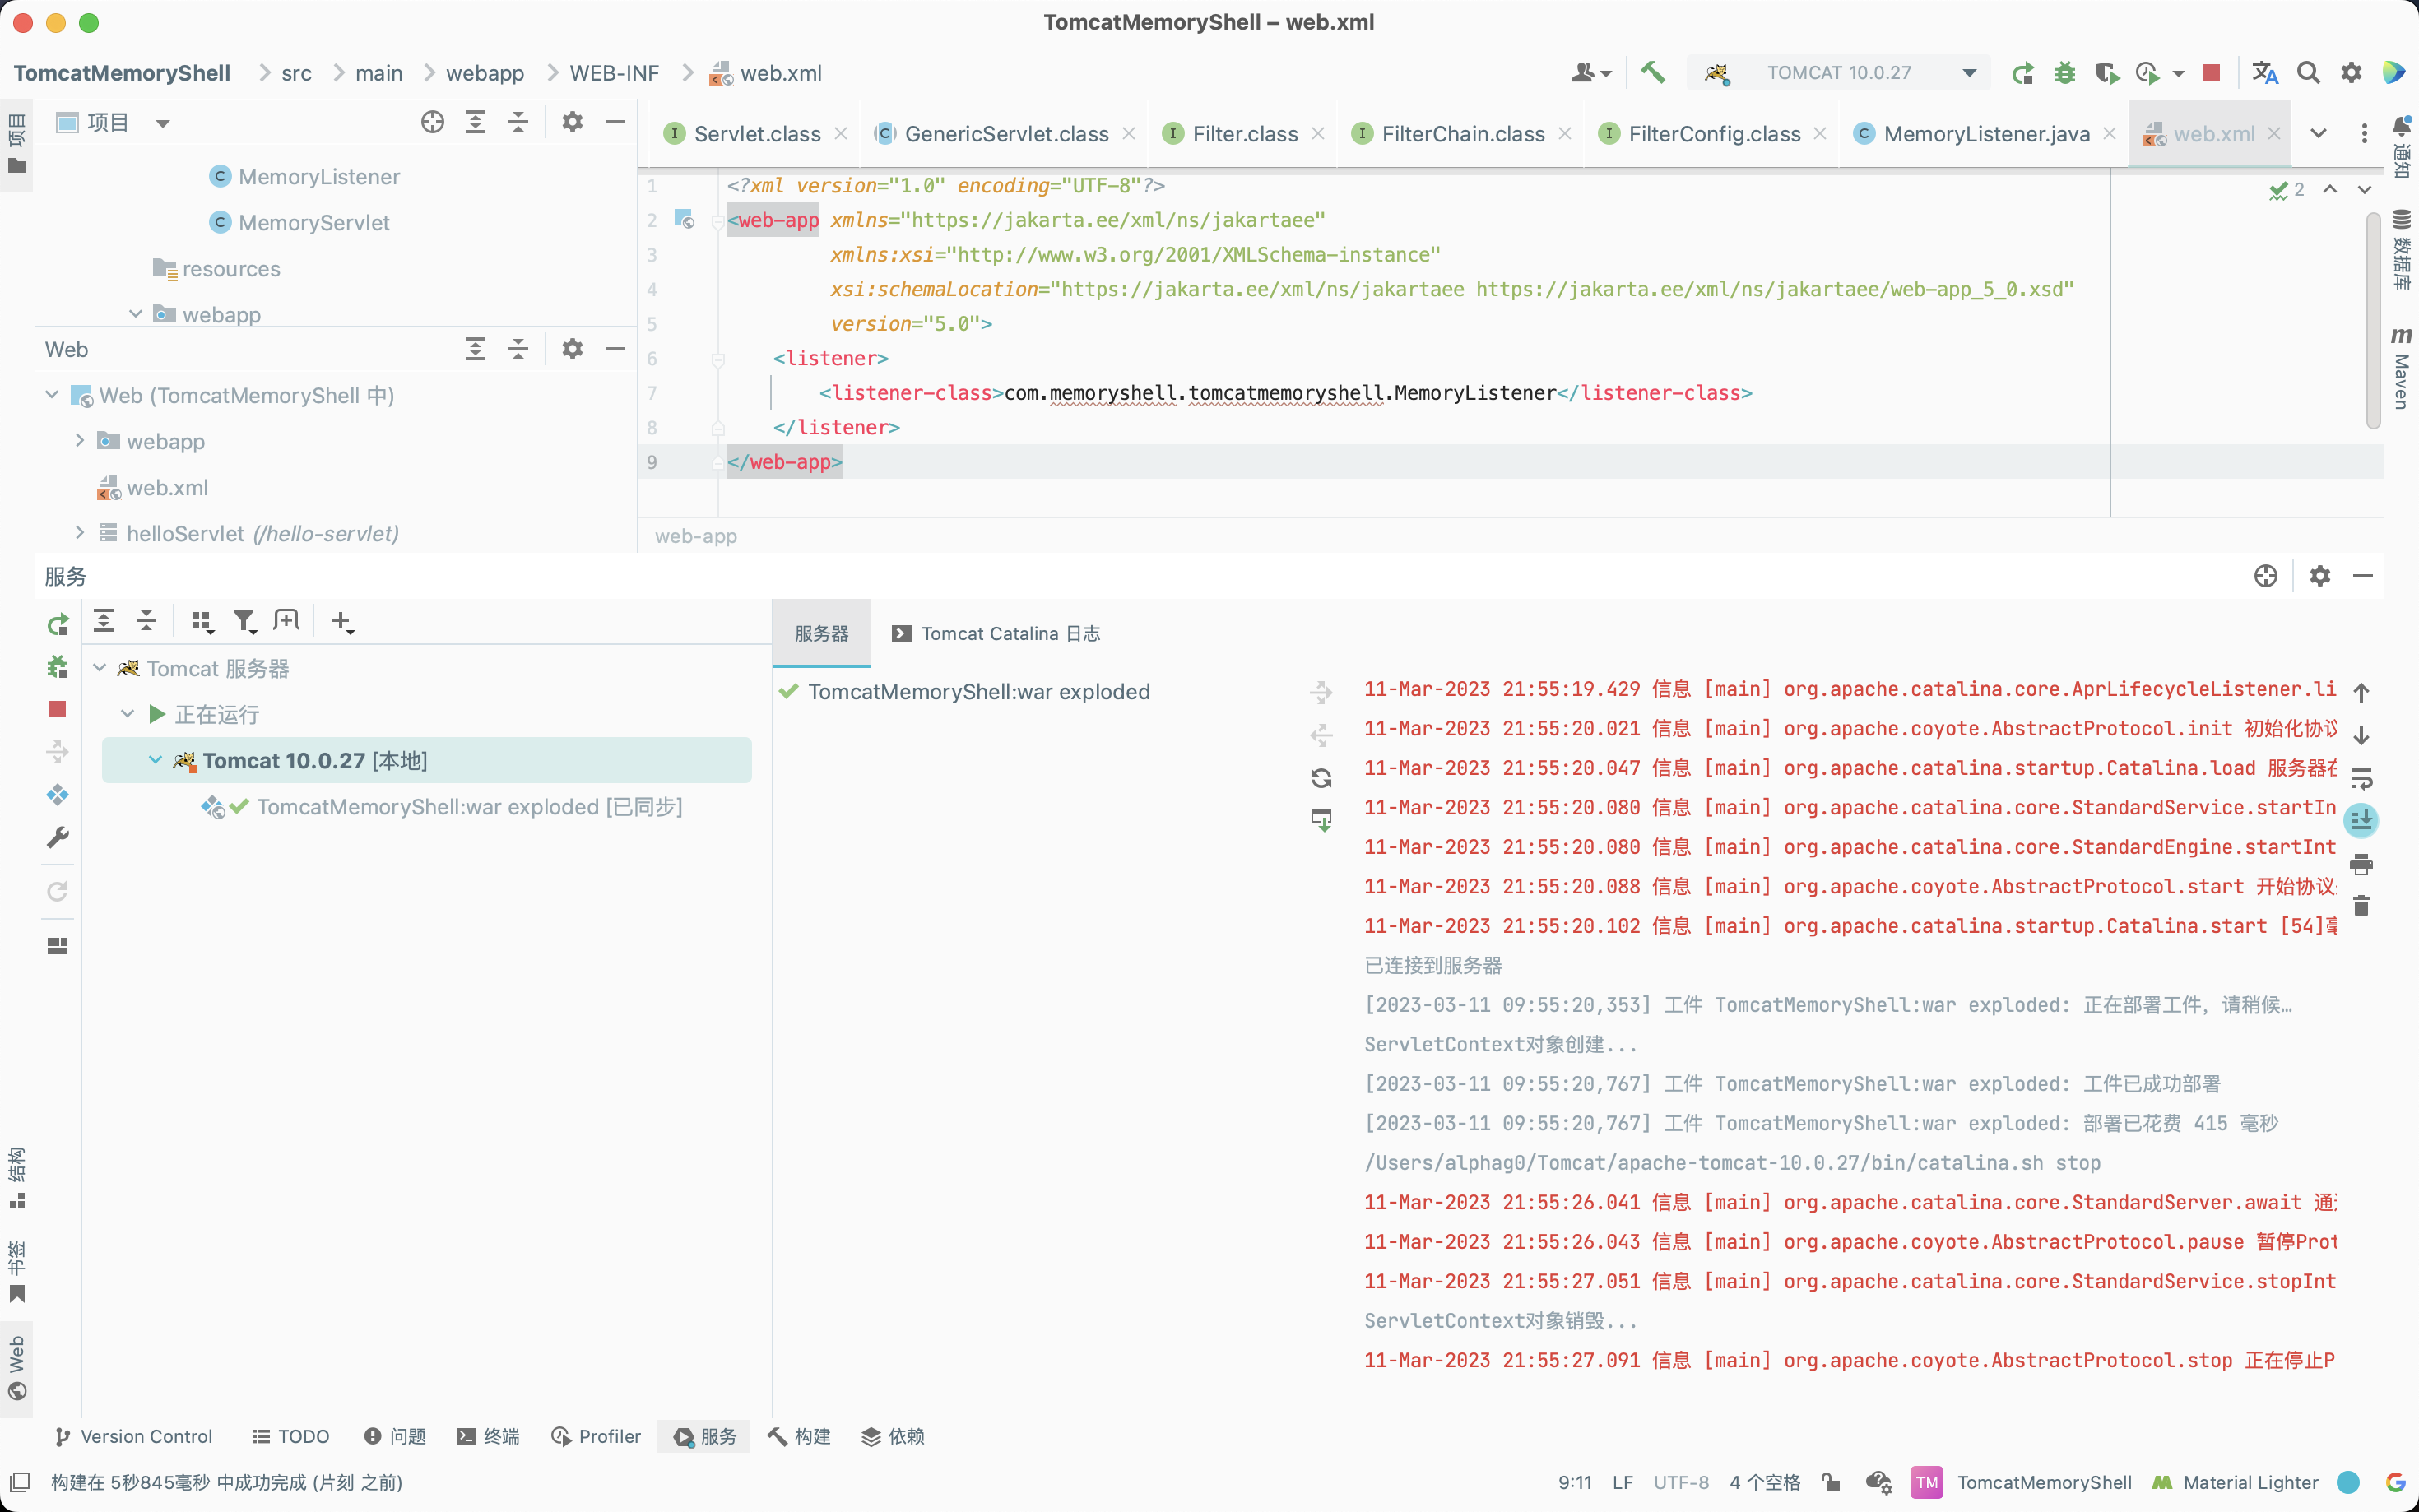 TomcatMemoryShell – web.xml
TomcatMemoryShell src main webapp WEB-INF web.xml
TOMCAT 10.0.27
项目
项目
Servlet.class GenericServlet.class Filter.class FilterChain.class FilterConfig.class MemoryListener.java web.xml
通知
数据库
Maven
MemoryListener
MemoryServlet
resources
webapp
Web
Web (TomcatMemoryShell 中)
webapp
web.xml
helloServlet (/hello-servlet)
2
1 <?xml version="1.0" encoding="UTF-8"?>
2 <web-app xmlns="https://jakarta.ee/xml/ns/jakartaee"
3 xmlns:xsi="http://www.w3.org/2001/XMLSchema-instance"
4 xsi:schemaLocation="https://jakarta.ee/xml/ns/jakartaee https://jakarta.ee/xml/ns/jakartaee/web-app_5_0.xsd"
5 version="5.0">
6 <listener>
7 <listener-class>com.memoryshell.tomcatmemoryshell.MemoryListener</listener-class>
8 </listener>
9 </web-app>
web-app
服务
Tomcat 服务器
正在运行
Tomcat 10.0.27 [本地]
TomcatMemoryShell:war exploded [已同步]
服务器 Tomcat Catalina 日志
TomcatMemoryShell:war exploded
11-Mar-2023 21:55:19.429 信息 [main] org.apache.catalina.core.AprLifecycleListener.li
11-Mar-2023 21:55:20.021 信息 [main] org.apache.coyote.AbstractProtocol.init 初始化协议
11-Mar-2023 21:55:20.047 信息 [main] org.apache.catalina.startup.Catalina.load 服务器在
11-Mar-2023 21:55:20.080 信息 [main] org.apache.catalina.core.StandardService.startIn
11-Mar-2023 21:55:20.080 信息 [main] org.apache.catalina.core.StandardEngine.startInt
11-Mar-2023 21:55:20.088 信息 [main] org.apache.coyote.AbstractProtocol.start 开始协议
11-Mar-2023 21:55:20.102 信息 [main] org.apache.catalina.startup.Catalina.start [54]毫
已连接到服务器
[2023-03-11 09:55:20,353] 工件 TomcatMemoryShell:war exploded: 正在部署工件，请稍候…
ServletContext对象创建...
[2023-03-11 09:55:20,767] 工件 TomcatMemoryShell:war exploded: 工件已成功部署
[2023-03-11 09:55:20,767] 工件 TomcatMemoryShell:war exploded: 部署已花费 415 毫秒
/Users/alphag0/Tomcat/apache-tomcat-10.0.27/bin/catalina.sh stop
11-Mar-2023 21:55:26.041 信息 [main] org.apache.catalina.core.StandardServer.await 通
11-Mar-2023 21:55:26.043 信息 [main] org.apache.coyote.AbstractProtocol.pause 暂停Prot
11-Mar-2023 21:55:27.051 信息 [main] org.apache.catalina.core.StandardService.stopInt
ServletContext对象销毁...
11-Mar-2023 21:55:27.091 信息 [main] org.apache.coyote.AbstractProtocol.stop 正在停止P
结构
书签
Web
Version Control TODO 问题 终端 Profiler 服务 构建 依赖
构建在 5秒845毫秒 中成功完成 (片刻 之前)
9:11 LF UTF-8 4 个空格 TM TomcatMemoryShell Material Lighter